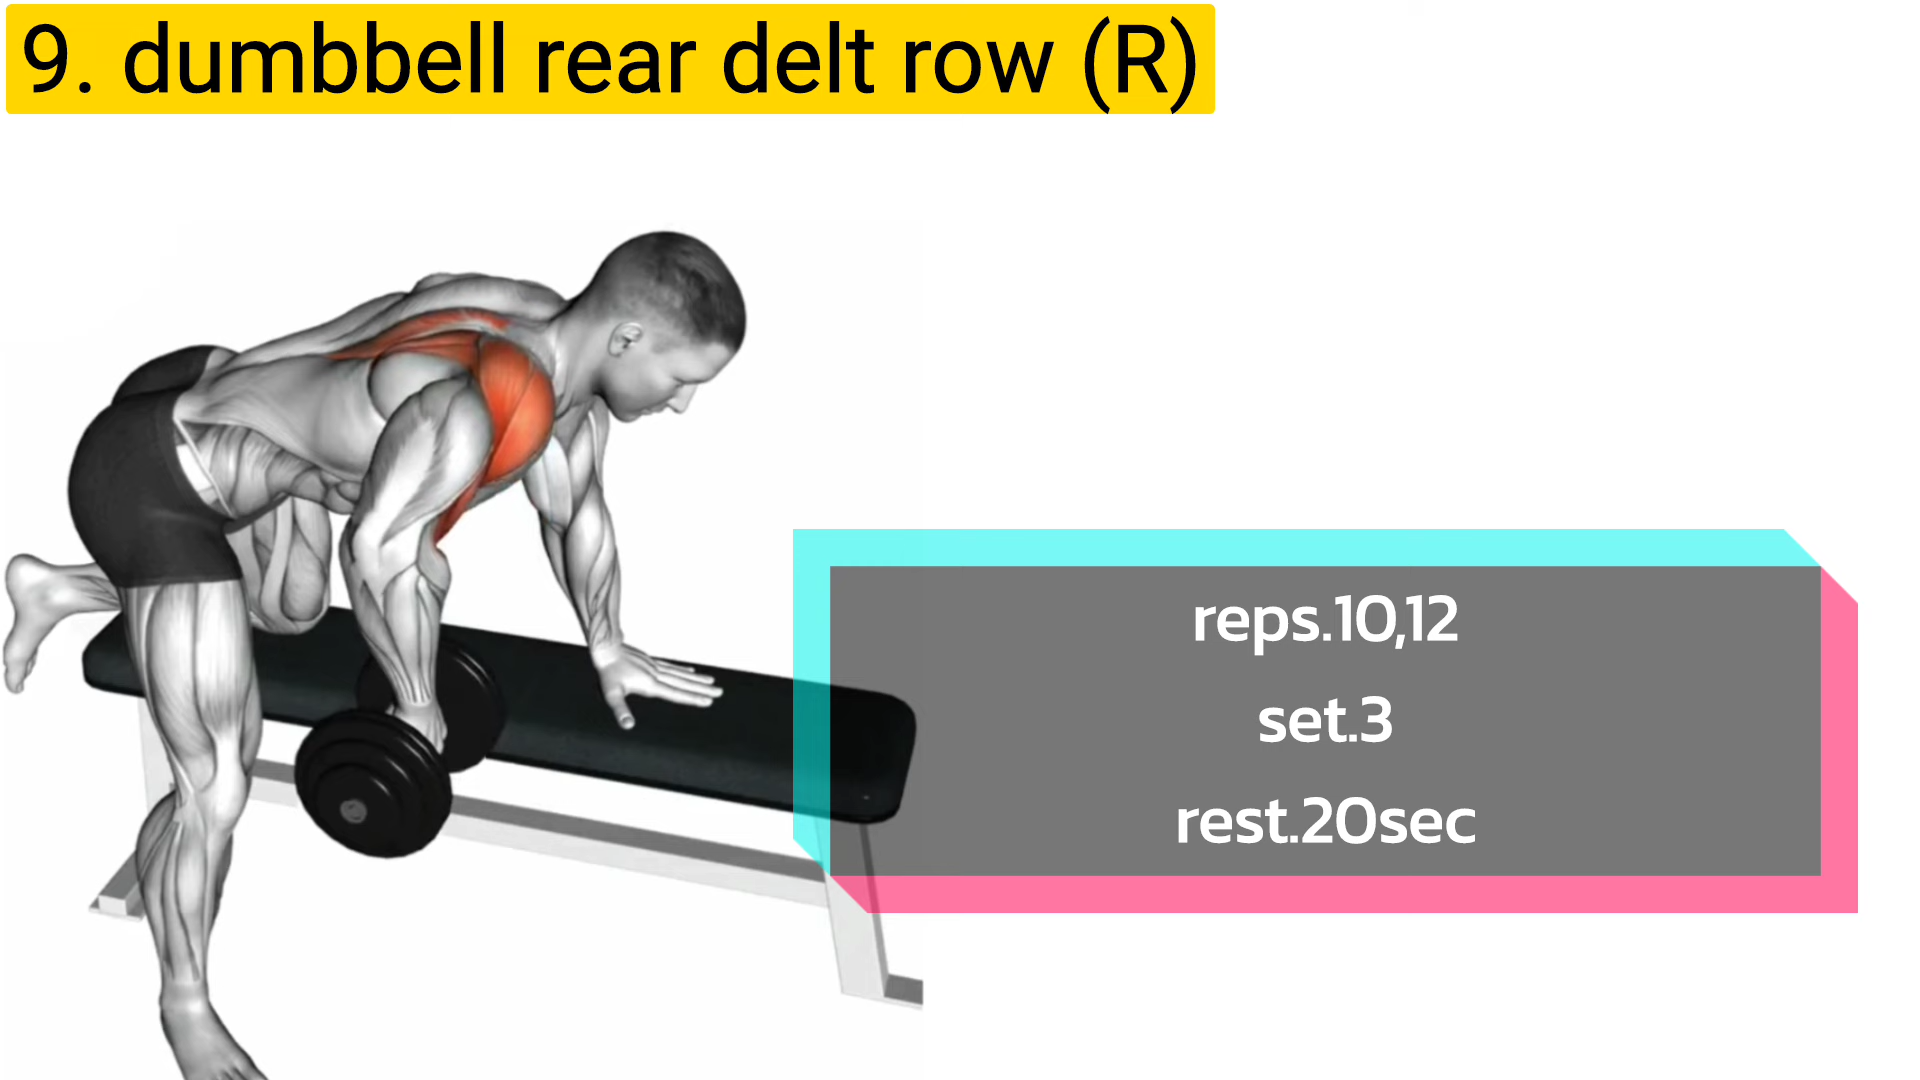 9. dumbbell rear delt row (R)
reps.10,12
set.3
rest.20sec